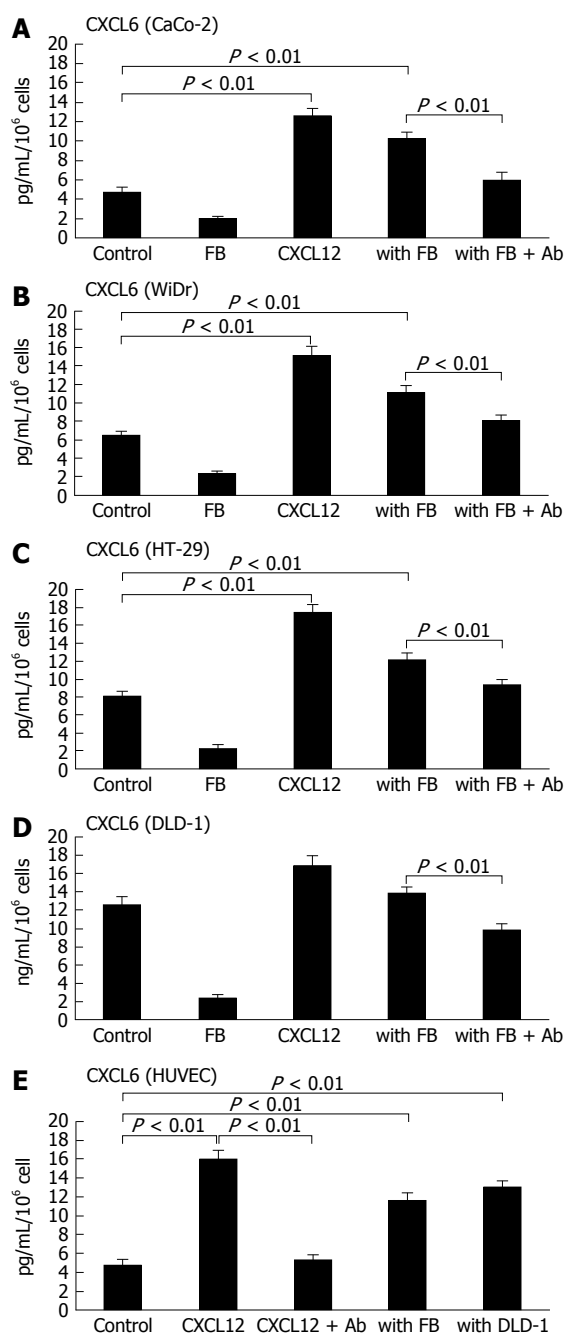 A CXCL6 (CaCo-2)
pg/mL/10⁶ cells
20
18
16
14
12
10
8
6
4
2
0
P < 0.01
P < 0.01
P < 0.01
Control FB CXCL12 with FB with FB + Ab
B CXCL6 (WiDr)
pg/mL/10⁶ cells
20
18
16
14
12
10
8
6
4
2
0
P < 0.01
P < 0.01
P < 0.01
Control FB CXCL12 with FB with FB + Ab
C CXCL6 (HT-29)
pg/mL/10⁶ cells
20
18
16
14
12
10
8
6
4
2
0
P < 0.01
P < 0.01
P < 0.01
Control FB CXCL12 with FB with FB + Ab
D CXCL6 (DLD-1)
ng/mL/10⁶ cells
20
18
16
14
12
10
8
6
4
2
0
P < 0.01
Control FB CXCL12 with FB with FB + Ab
E CXCL6 (HUVEC)
pg/mL/10⁶ cell
20
18
16
14
12
10
8
6
4
2
0
P < 0.01
P < 0.01
P < 0.01 P < 0.01
Control CXCL12 CXCL12 + Ab with FB with DLD-1